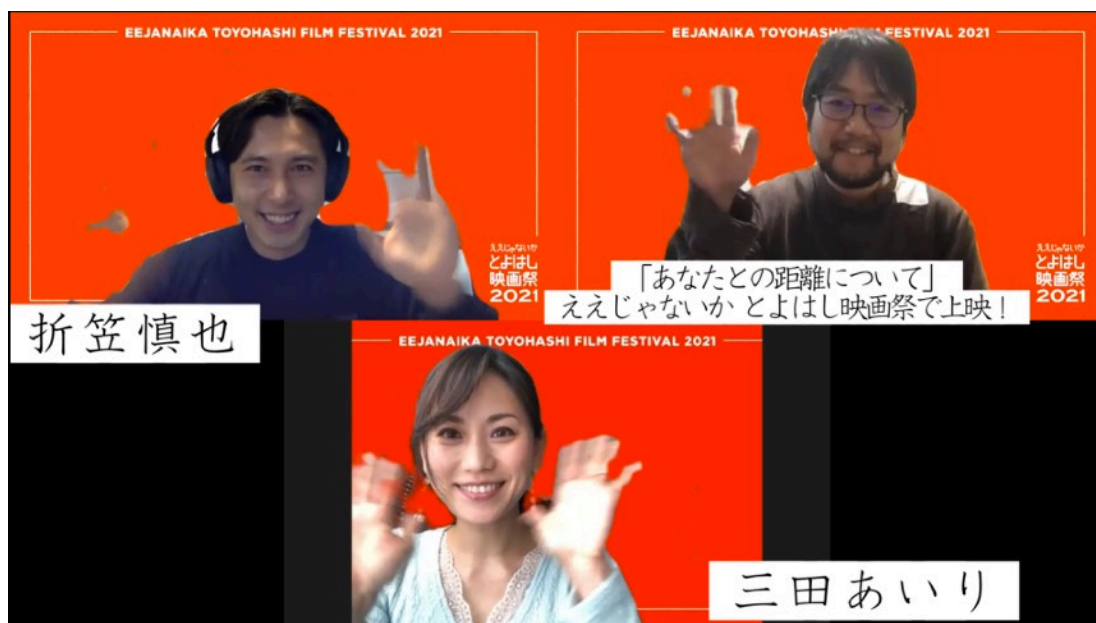 EEJANAIKA TOYOHASHI FILM FESTIVAL 2021
ええじゃないか
とよはし
映画祭
2021
折笠慎也
EEJANAIKA TOYOHASHI FESTIVAL 2021
ええじゃないか
とよはし
映画祭
2021
「あなたとの距離について」
ええじゃないか とよはし映画祭で上映！
EEJANAIKA TOYOHASHI FILM FESTIVAL 2021
三田あいり